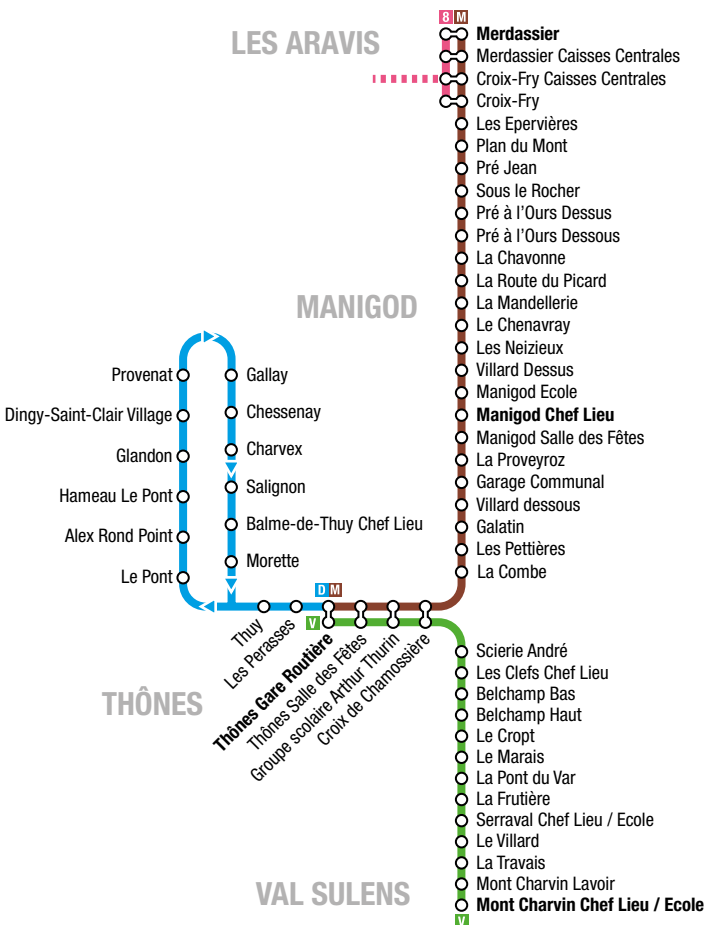 8 M
LES ARAVIS
Merdassier
Merdassier Caisses Centrales
Croix-Fry Caisses Centrales
Croix-Fry
Les Epervières
Plan du Mont
Pré Jean
Sous le Rocher
Pré à l'Ours Dessus
Pré à l'Ours Dessous
La Chavonne
La Route du Picard
MANIGOD
La Mandellerie
Le Chenavray
Les Neizieux
Villard Dessus
Manigod Ecole
Manigod Chef Lieu
Manigod Salle des Fêtes
La Proveyroz
Garage Communal
Villard dessous
Galatin
Les Pettières
La Combe
Provenat
Dingy-Saint-Clair Village
Glandon
Hameau Le Pont
Alex Rond Point
Le Pont
Gallay
Chessenay
Charvex
Salignon
Balme-de-Thuy Chef Lieu
Morette
D M
V
Thuy
Les Perasses
Thônes Gare Routière
Thônes Salle des Fêtes
Groupe scolaire Arthur Thurin
Croix de Chamossière
THÔNES
Scierie André
Les Clefs Chef Lieu
Belchamp Bas
Belchamp Haut
Le Cropt
Le Marais
La Pont du Var
La Frutière
Serraval Chef Lieu / Ecole
Le Villard
La Travais
Mont Charvin Lavoir
Mont Charvin Chef Lieu / Ecole
VAL SULENS
V